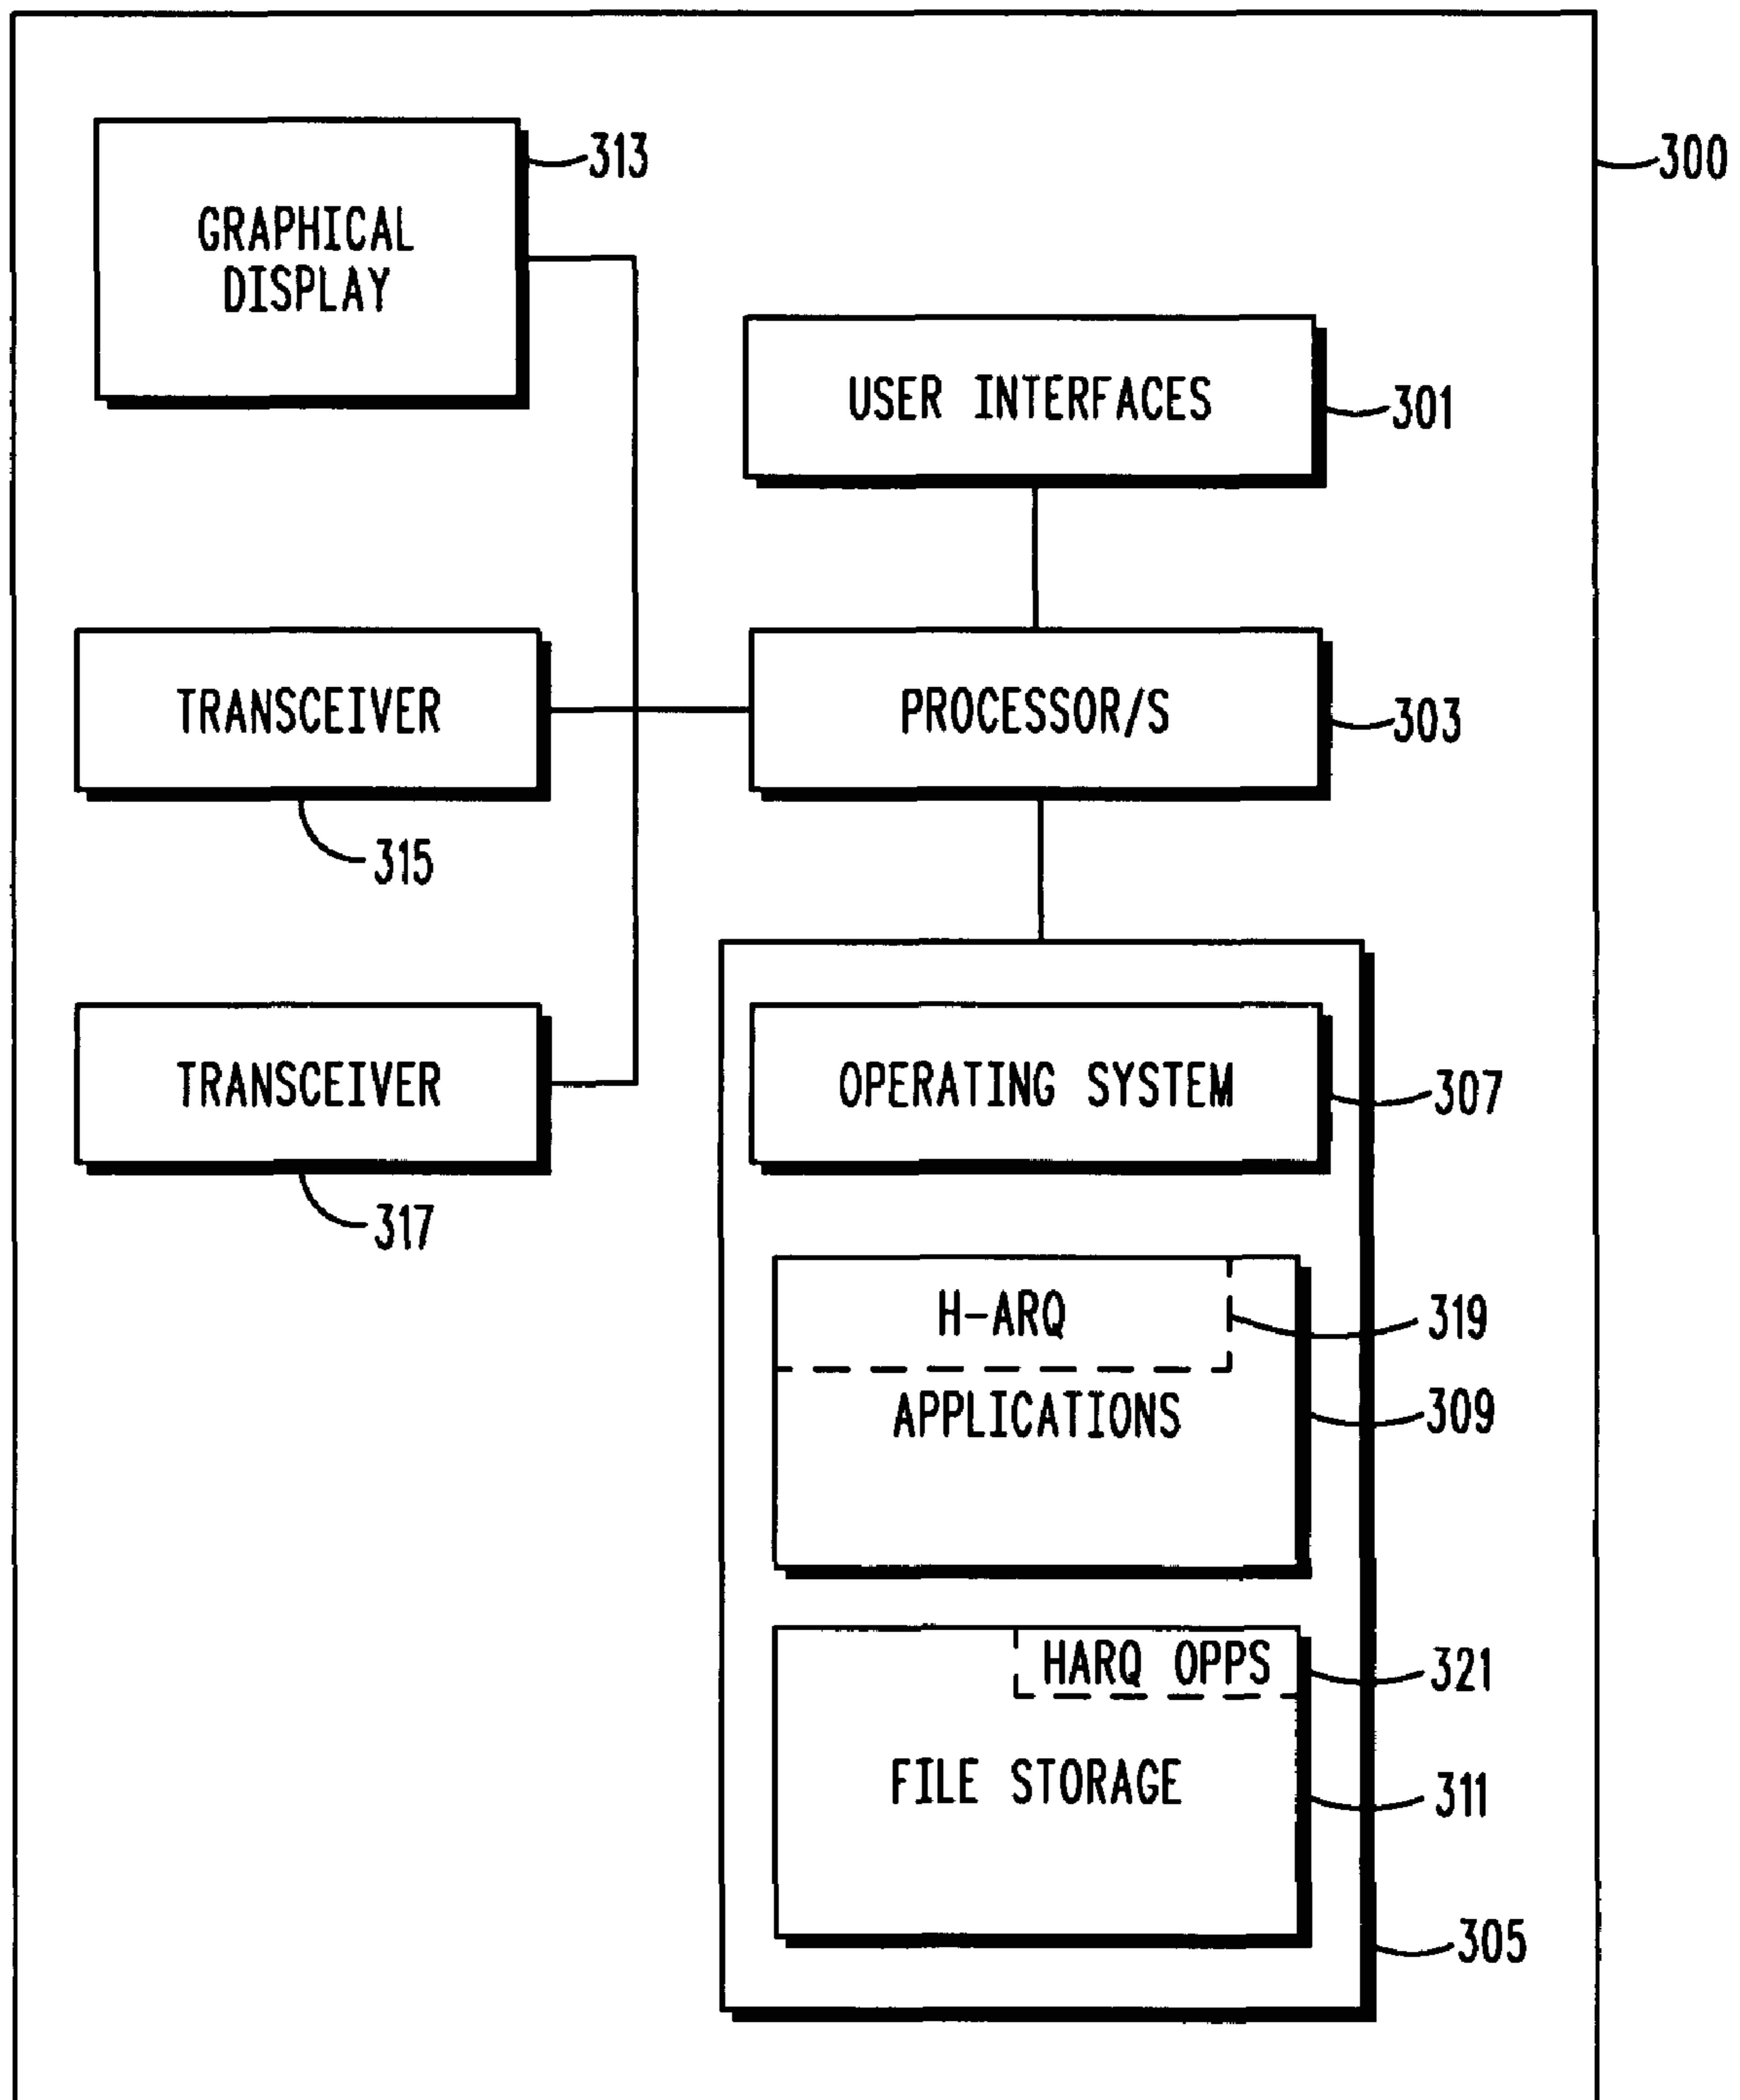 313
300
GRAPHICAL
DISPLAY
USER INTERFACES
301
TRANSCEIVER
PROCESSOR/S
303
315
TRANSCEIVER
OPERATING SYSTEM
307
317
H-ARQ
319
APPLICATIONS
309
HARQ OPPS
321
FILE STORAGE
311
305